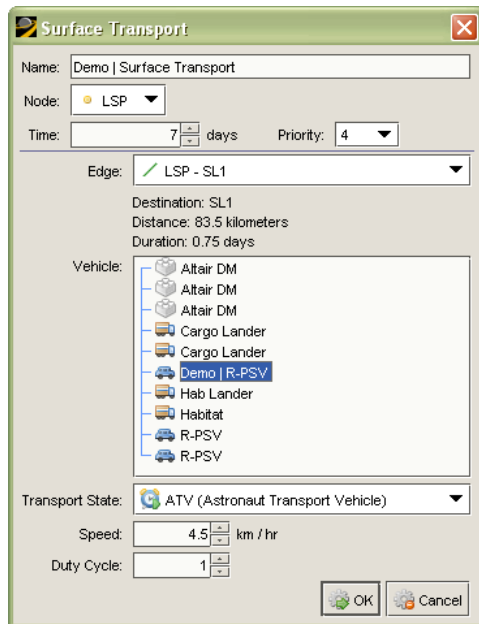 Surface Transport
Name: Demo | Surface Transport
Node: LSP
Time: 7 days Priority: 4
Edge: LSP - SL1
Destination: SL1
Distance: 83.5 kilometers
Duration: 0.75 days
Vehicle: Altair DM
Altair DM
Altair DM
Cargo Lander
Cargo Lander
Demo | R-PSV
Hab Lander
Habitat
R-PSV
R-PSV
Transport State: ATV (Astronaut Transport Vehicle)
Speed: 4.5 km / hr
Duty Cycle: 1
OK Cancel